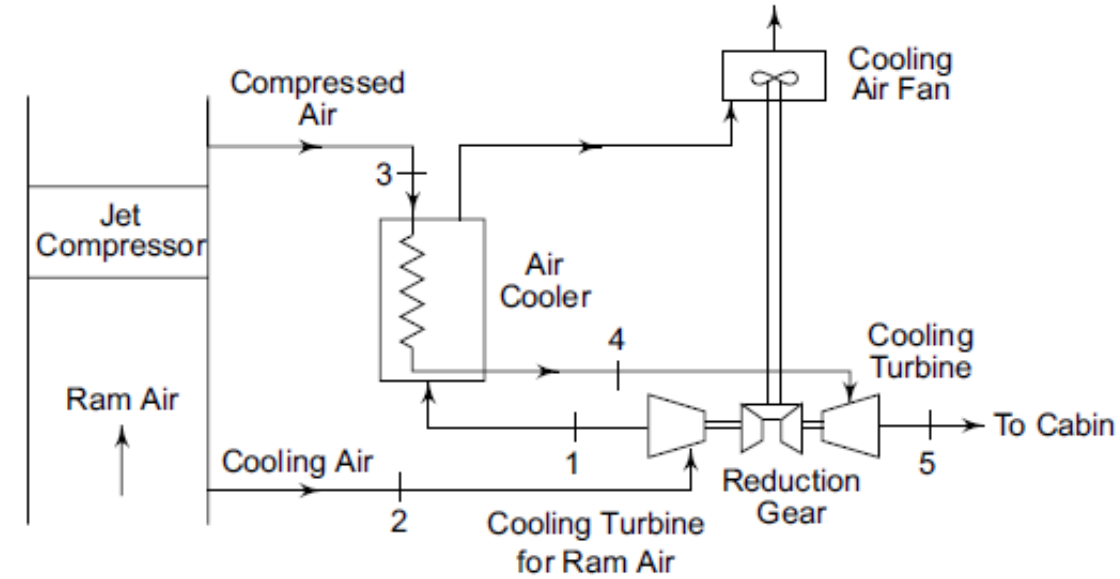 Cooling
Air Fan
Compressed
Air
3
Jet
Compressor
Air
Cooler
4
Cooling
Turbine
Ram Air
To Cabin
1
5
Cooling Air
2
Reduction
Gear
Cooling Turbine
for Ram Air